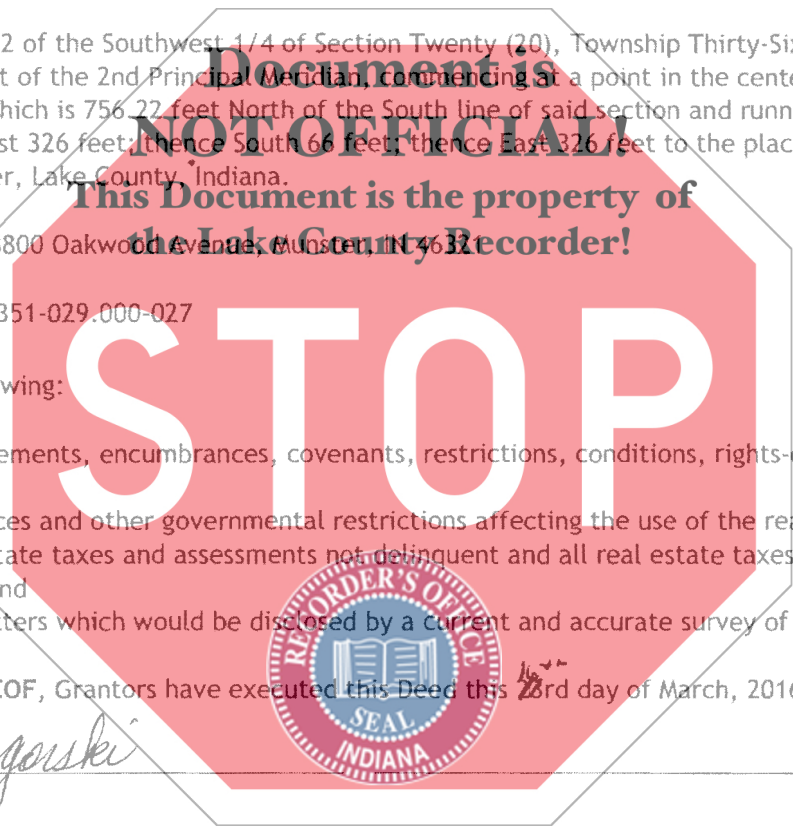 2 of the Southwest 1/4 of Section Twenty (20), Township Thirty-Six
t of the 2nd Principal Meridian, commencing at a point in the cente
hich is 756.22 feet North of the South line of said section and runn
st 326 feet; thence South 66 feet; thence East 326 feet to the plac
er, Lake County, Indiana.
Document is
NOT OFFICIAL!
This Document is the property of
the Lake County Recorder!
8800 Oakwood Avenue, Munster, IN 46321
351-029.000-027
STOP
wing:
ements, encumbrances, covenants, restrictions, conditions, rights-
ces and other governmental restrictions affecting the use of the rea
tate taxes and assessments not delinquent and all real estate taxes
nd
tters which would be disclosed by a current and accurate survey of
EOF, Grantors have executed this Deed this rd day of March, 2016
RECORDER'S OFFICE
SEAL
INDIANA
gorski